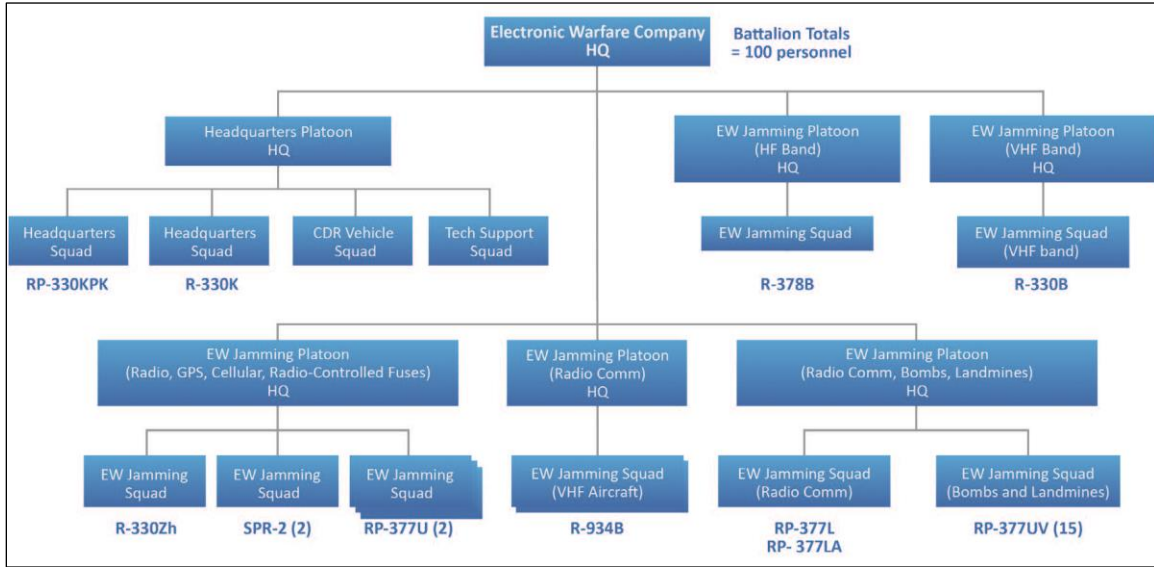 Electronic Warfare Company
HQ
Battalion Totals
= 100 personnel
Headquarters Platoon
HQ
EW Jamming Platoon
(HF Band)
HQ
EW Jamming Platoon
(VHF Band)
HQ
Headquarters
Squad
RP-330KPK
Headquarters
Squad
R-330K
CDR Vehicle
Squad
Tech Support
Squad
EW Jamming Squad
R-378B
EW Jamming Squad
(VHF band)
R-330B
EW Jamming Platoon
(Radio, GPS, Cellular, Radio-Controlled Fuses)
HQ
EW Jamming Platoon
(Radio Comm)
HQ
EW Jamming Platoon
(Radio Comm, Bombs, Landmines)
HQ
EW Jamming
Squad
R-330Zh
EW Jamming
Squad
SPR-2 (2)
EW Jamming
Squad
RP-377U (2)
EW Jamming Squad
(VHF Aircraft)
R-934B
EW Jamming Squad
(Radio Comm)
RP-377L
RP- 377LA
EW Jamming Squad
(Bombs and Landmines)
RP-377UV (15)